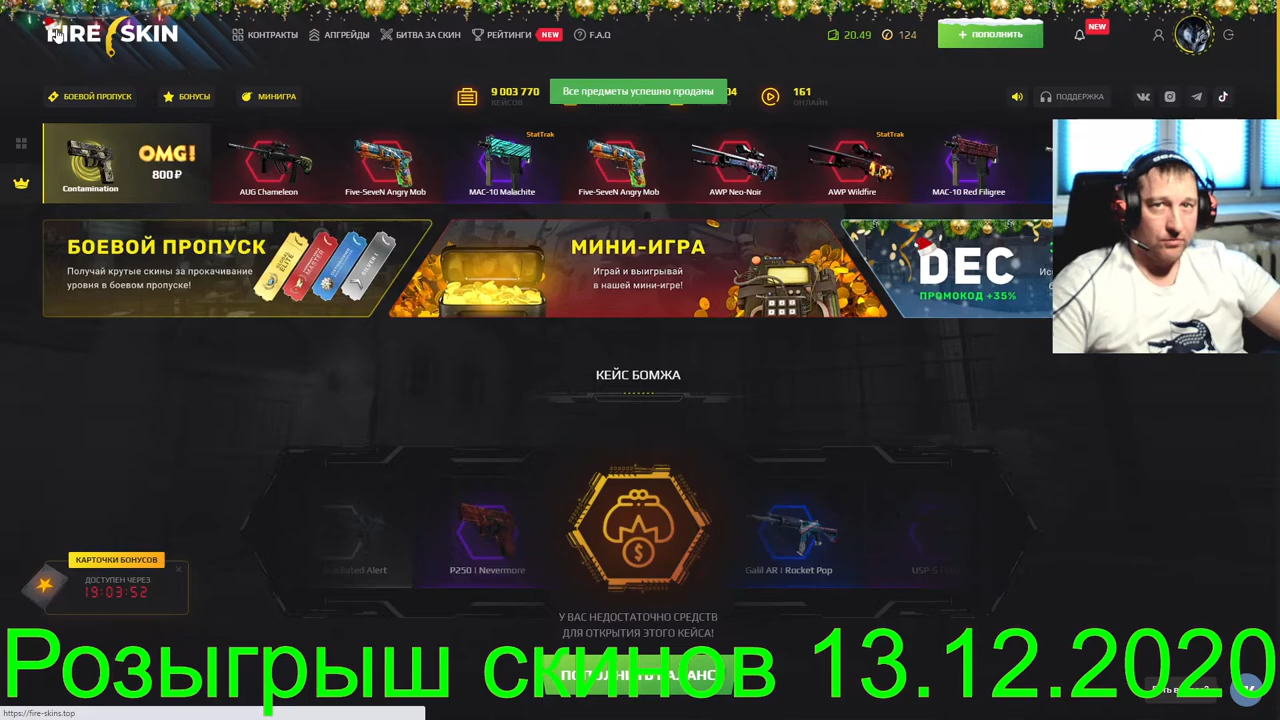 FIRE SKIN
КОНТРАКТЫ
АПГРЕЙДЫ
БИТВА ЗА СКИН
РЕЙТИНГИ NEW
F.A.Q
20.49 124
+ ПОПОЛНИТЬ
NEW
БОЕВОЙ ПРОПУСК
БОНУСЫ
МИНИГРА
9 003 770
КЕЙСОВ
Все предметы успешно проданы
04
161
ОНЛАЙН
ПОДДЕРЖКА
Contamination
OMG!
800 ₽
AUG Chameleon
Five-SeveN Angry Mob
StatTrak
MAC-10 Malachite
Five-SeveN Angry Mob
AWP Neo-Noir
StatTrak
AWP Wildfire
MAC-10 Red Filigree
БОЕВОЙ ПРОПУСК
Получай крутые скины за прокачивание
уровня в боевом пропуске!
МИНИ-ИГРА
Играй и выигрывай
в нашей мини-игре!
DEC
ПРОМОКОД +35%
КЕЙС БОМЖА
Alert
P250 | Nevermore
Galil AR | Rocket Pop
КАРТОЧКИ БОНУСОВ
ДОСТУПЕН ЧЕРЕЗ
19:03:52
У ВАС НЕДОСТАТОЧНО СРЕДСТВ
ДЛЯ ОТКРЫТИЯ ЭТОГО КЕЙСА!
Розыгрыш скинов 13.12.2020
https://fire-skins.top